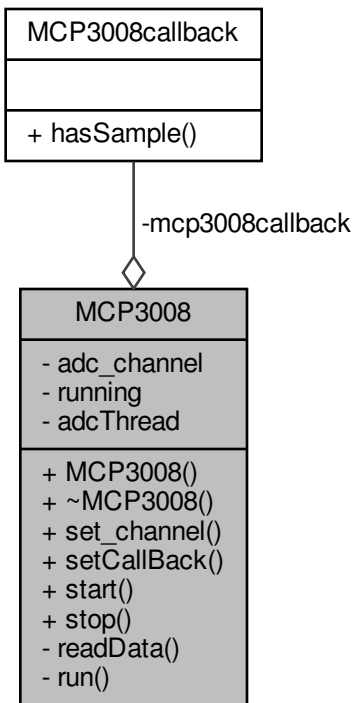 MCP3008callback
+ hasSample()
-mcp3008callback
MCP3008
- adc_channel
- running
- adcThread
+ MCP3008()
+ ~MCP3008()
+ set_channel()
+ setCallBack()
+ start()
+ stop()
- readData()
- run()